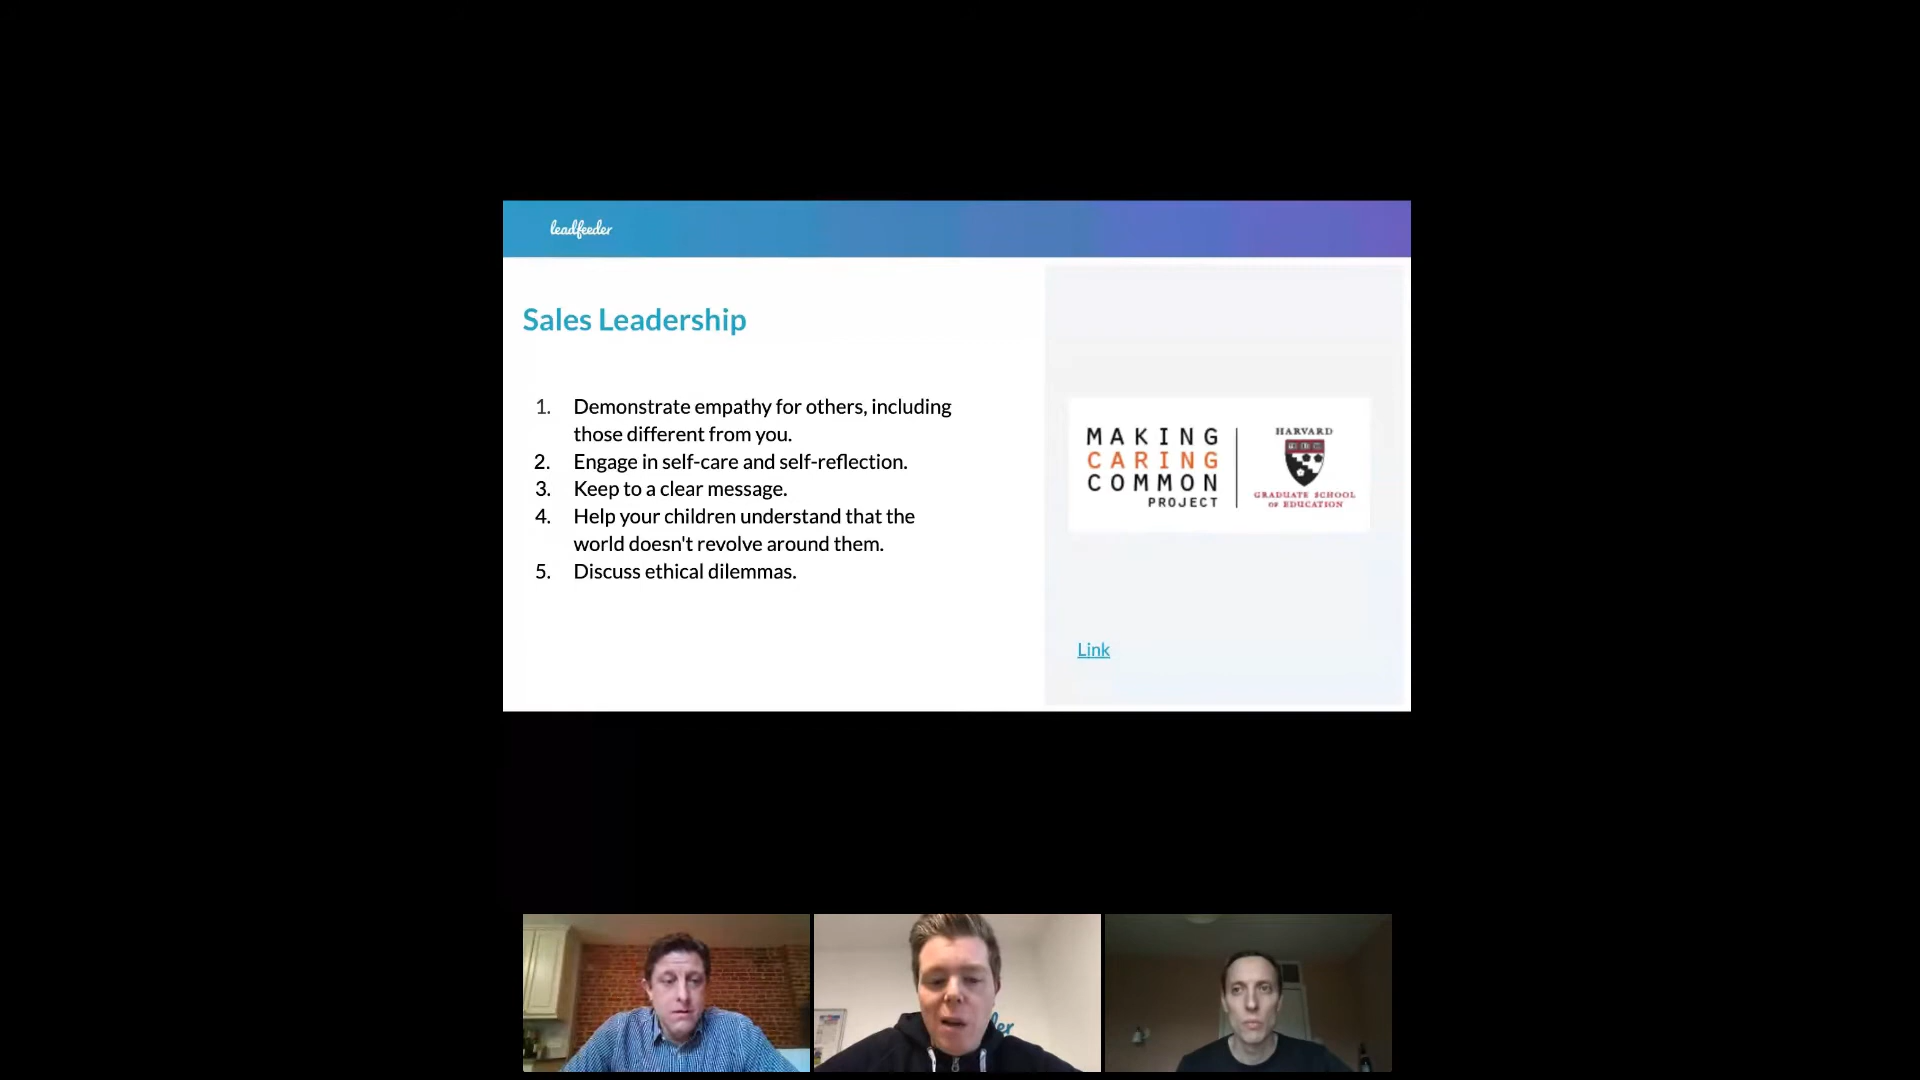 leadfeeder
Sales Leadership
1. Demonstrate empathy for others, including
those different from you.
2. Engage in self-care and self-reflection.
3. Keep to a clear message.
4. Help your children understand that the
world doesn't revolve around them.
5. Discuss ethical dilemmas.
MAKING
CARING
COMMON
PROJECT
HARVARD
GRADUATE SCHOOL
OF EDUCATION
Link